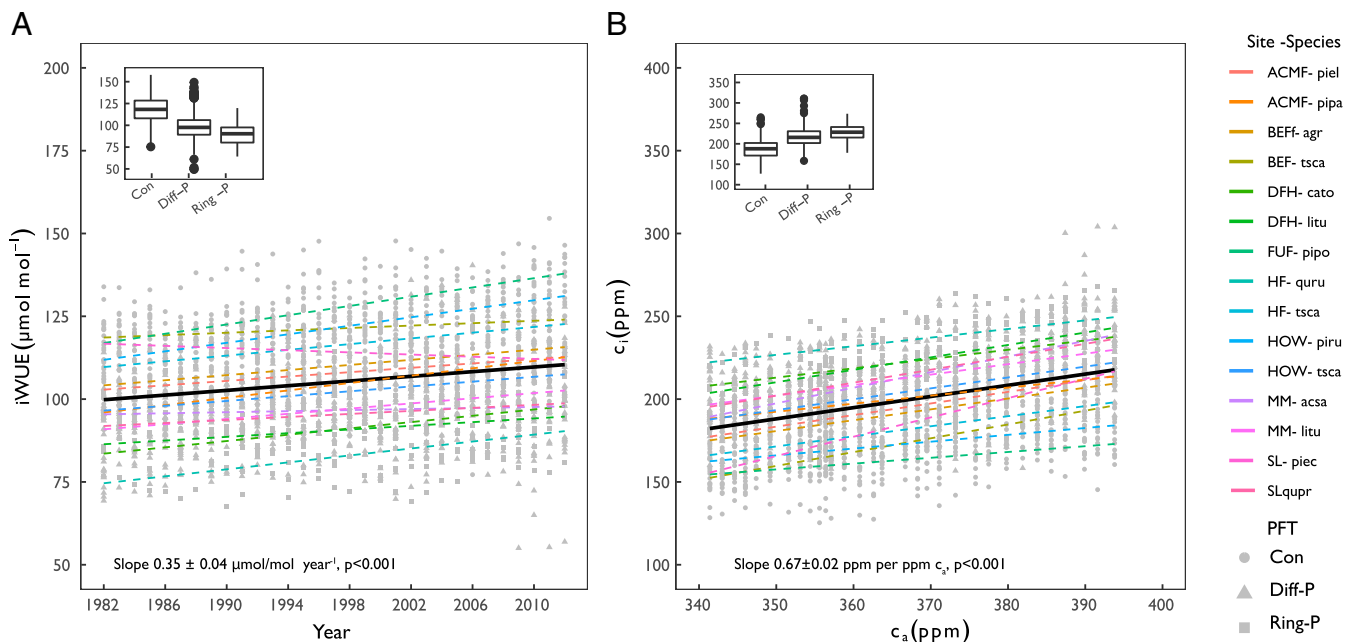 A
B
200
175
150
125
100
75
50
iWUE (μmol mol⁻¹)
150
125
100
75
50
Con
Diff–P
Ring –P
Slope 0.35 ± 0.04 μmol/mol year⁻¹, p<0.001
1982
1986
1990
1994
1998
2002
2006
2010
Year
400
350
300
250
200
150
100
cᵢ (ppm)
350
300
250
200
150
100
Con
Diff–P
Ring –P
Slope 0.67±0.02 ppm per ppm cₐ, p<0.001
340
350
360
370
380
390
400
cₐ (ppm)
Site -Species
ACMF- piel
ACMF- pipa
BEFf- agr
BEF- tsca
DFH- cato
DFH- litu
FUF- pipo
HF- quru
HF- tsca
HOW- piru
HOW- tsca
MM- acsa
MM- litu
SL- piec
SLqupr
PFT
Con
Diff-P
Ring-P